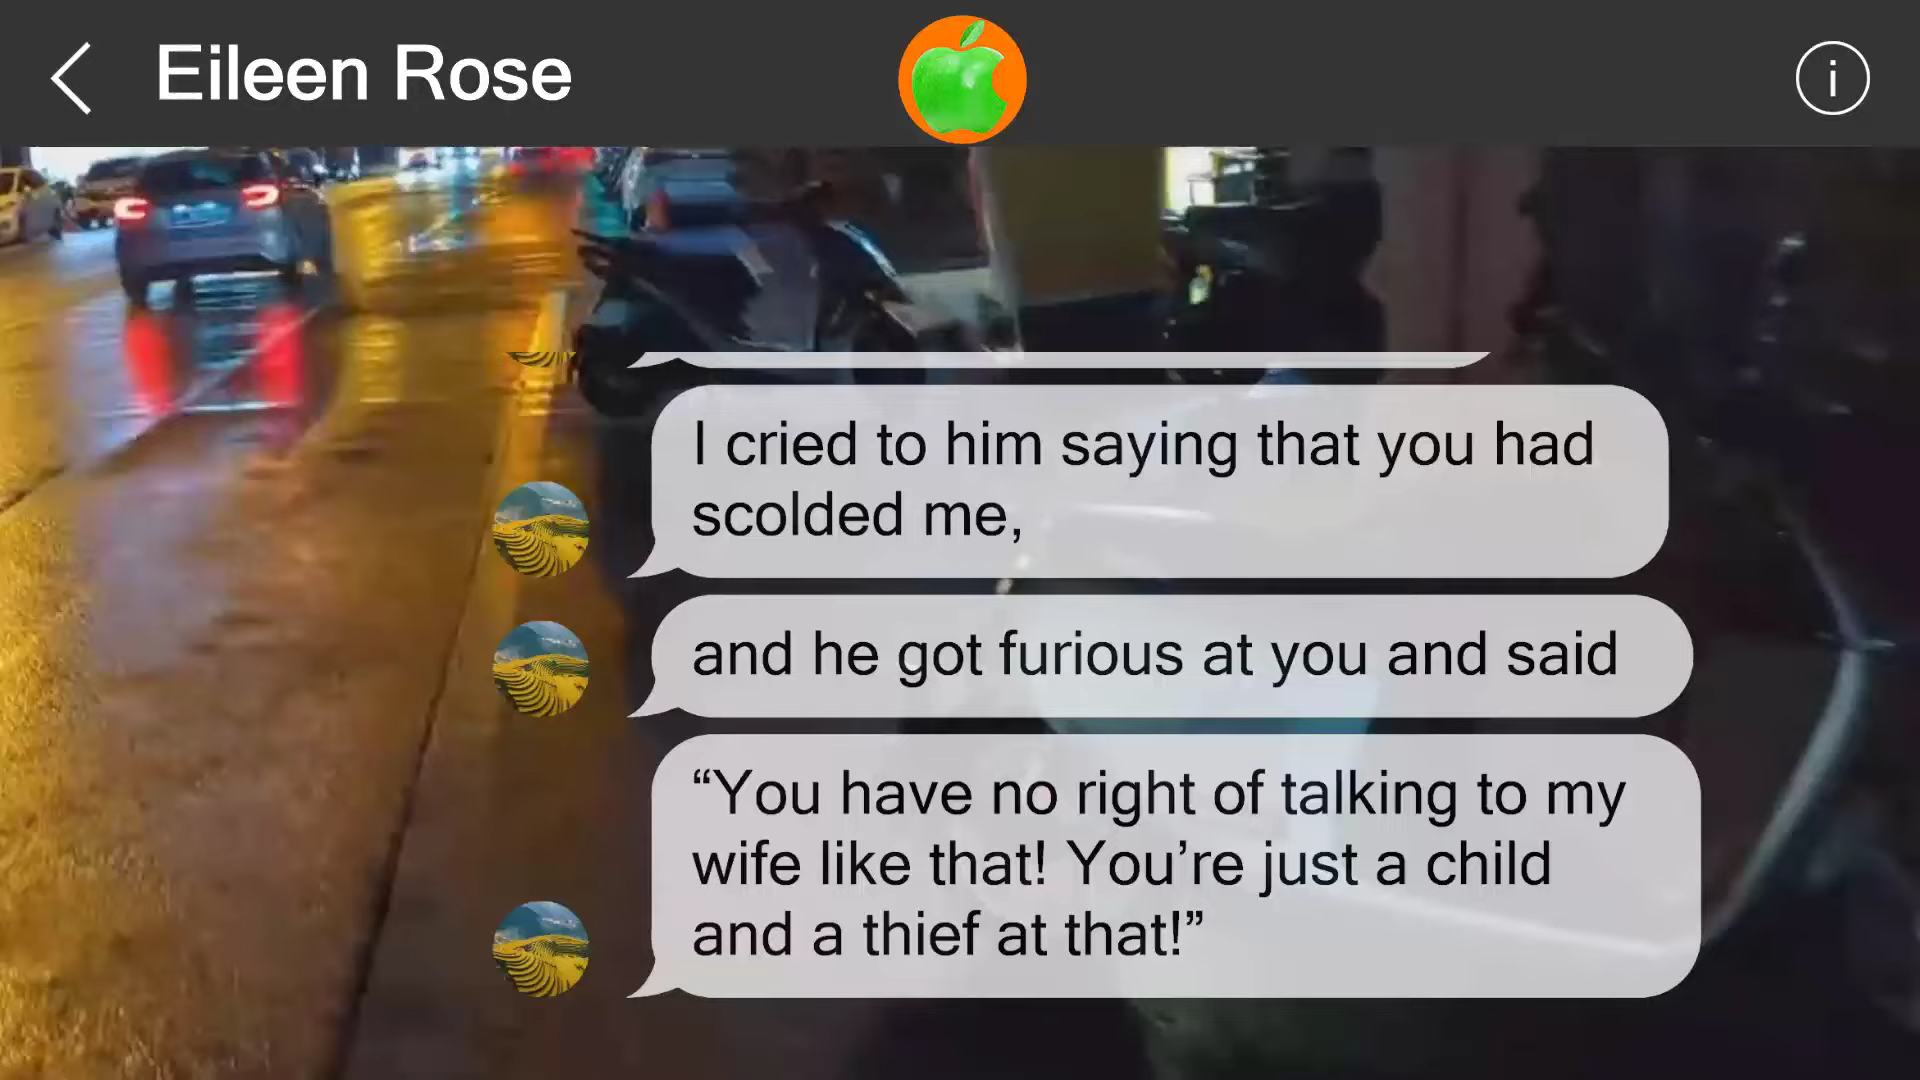 Eileen Rose
i
I cried to him saying that you had
scolded me,
and he got furious at you and said
“You have no right of talking to my
wife like that! You’re just a child
and a thief at that!”